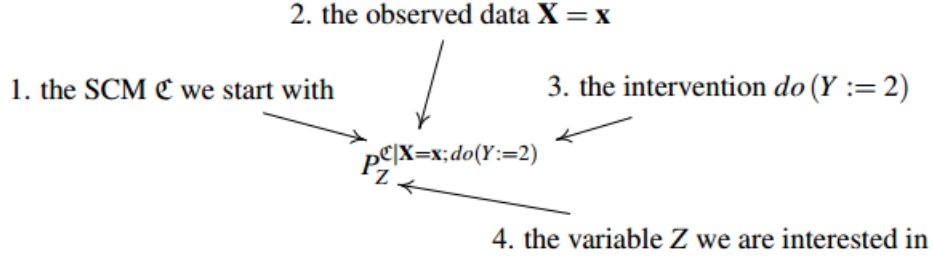 2. the observed data X = x
1. the SCM ℭ we start with
3. the intervention do (Y := 2)
P_Z^{ℭ|X=x;do(Y:=2)}
4. the variable Z we are interested in